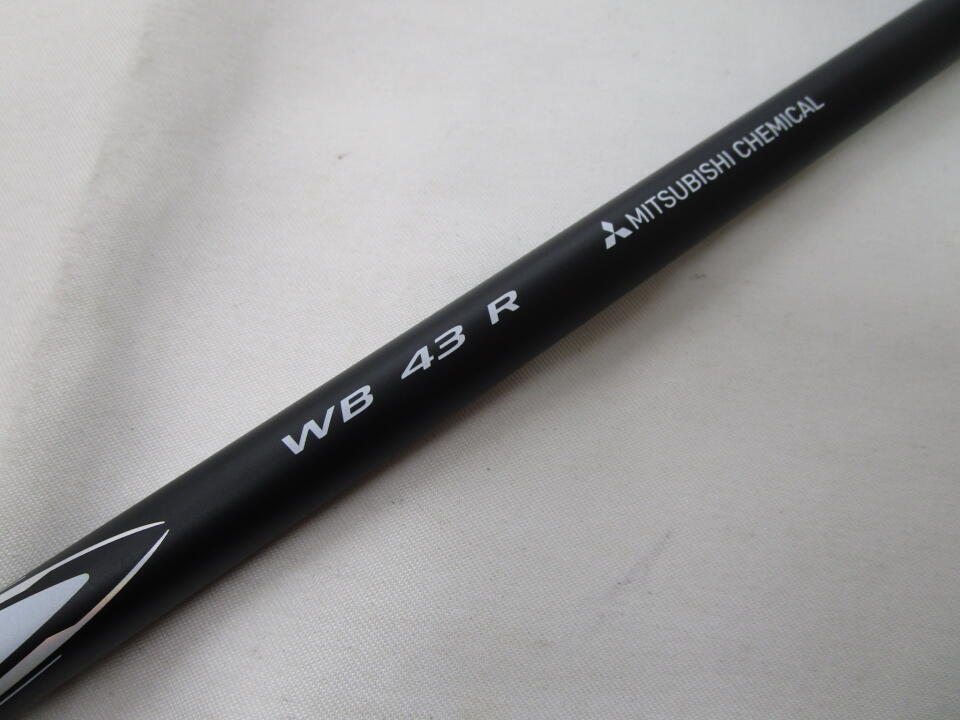 WB 43 R
MITSUBISHI CHEMICAL